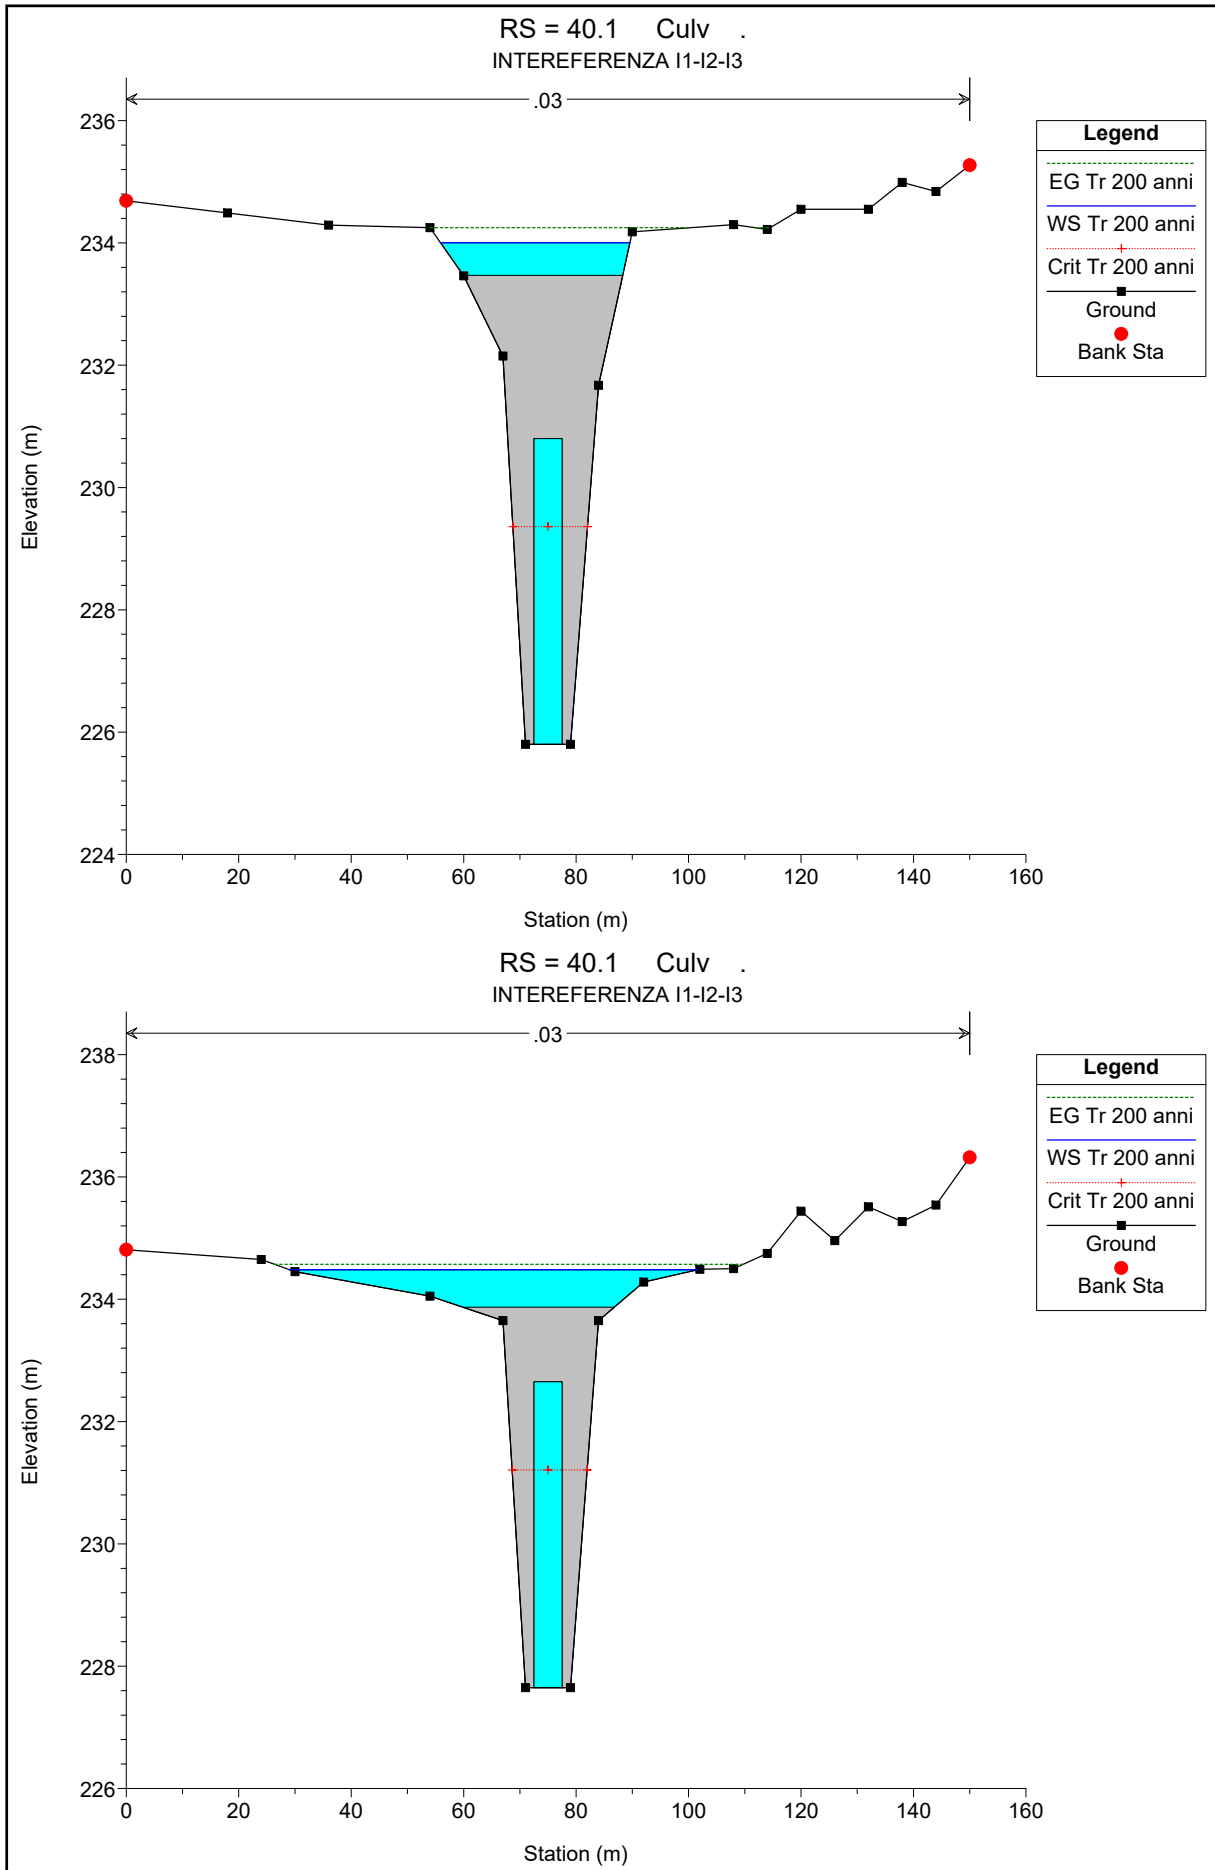 RS = 40.1 Culv .
INTEREFERENZA I1-I2-I3
.03
236
234
232
230
228
226
224
0 20 40 60 80 100 120 140 160
Elevation (m)
Station (m)
Legend
EG Tr 200 anni
WS Tr 200 anni
Crit Tr 200 anni
Ground
Bank Sta
RS = 40.1 Culv .
INTEREFERENZA I1-I2-I3
.03
238
236
234
232
230
228
226
0 20 40 60 80 100 120 140 160
Elevation (m)
Station (m)
Legend
EG Tr 200 anni
WS Tr 200 anni
Crit Tr 200 anni
Ground
Bank Sta